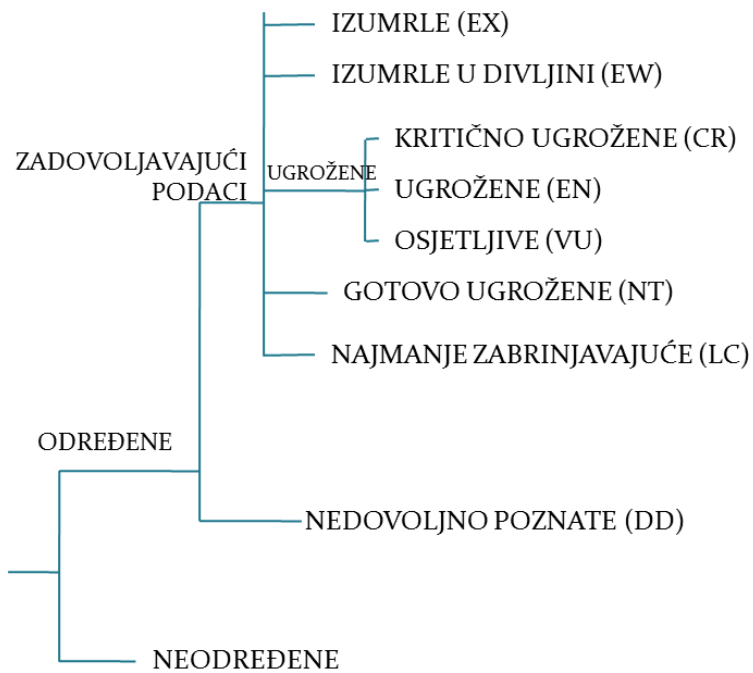 IZUMRLE (EX)
IZUMRLE U DIVLJINI (EW)
KRITIČNO UGROŽENE (CR)
ZADOVOLJAVAJUĆI
PODACI
UGROŽENE
UGROŽENE (EN)
OSJETLJIVE (VU)
GOTOVO UGROŽENE (NT)
NAJMANJE ZABRINJAVAJUĆE (LC)
ODREĐENE
NEDOVOLJNO POZNATE (DD)
NEODREĐENE